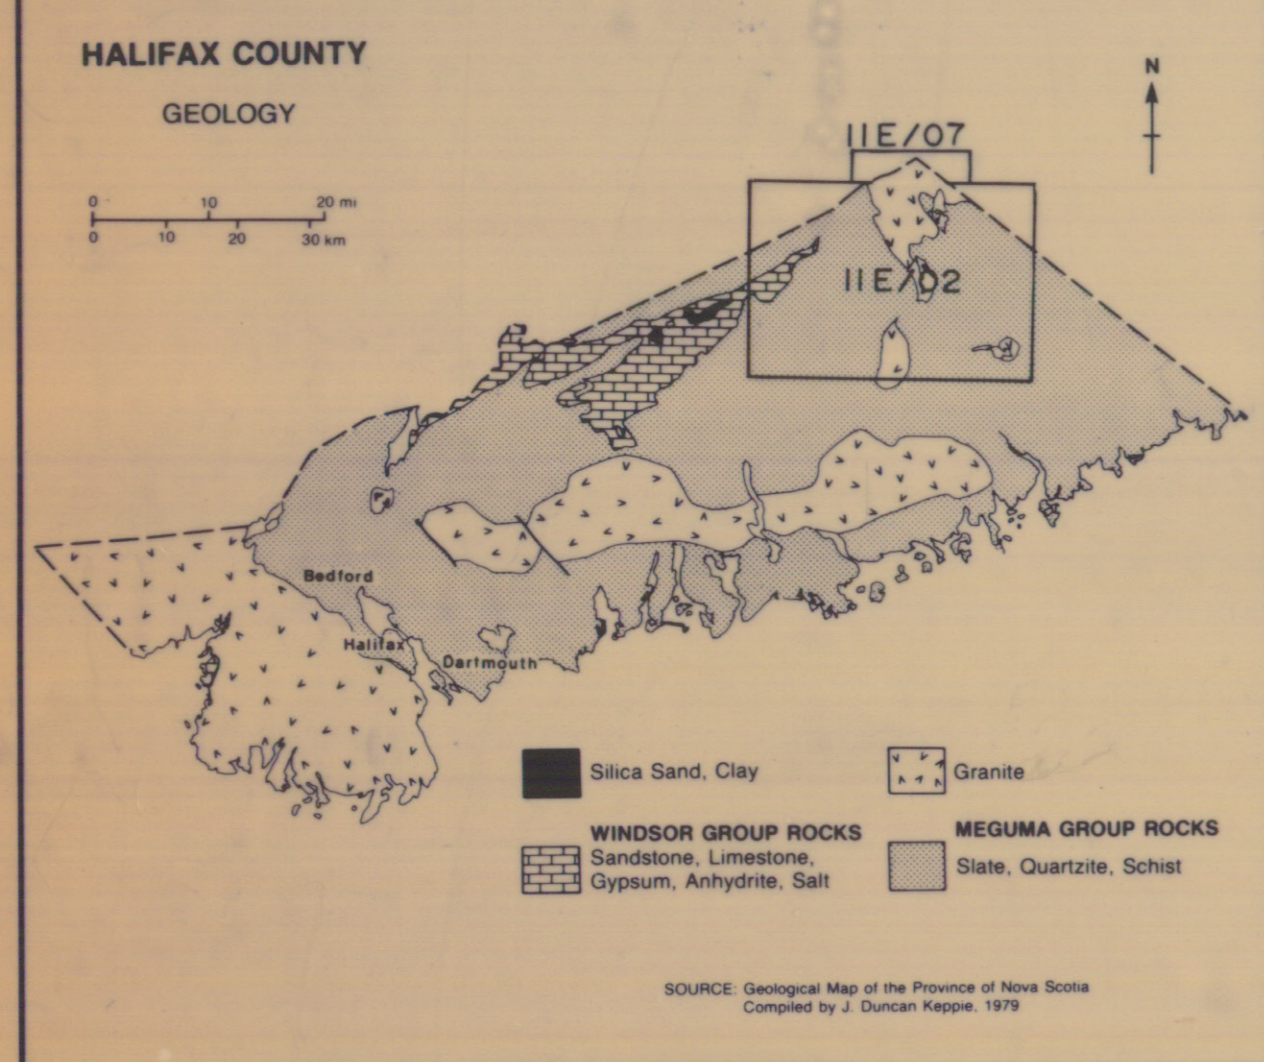 HALIFAX COUNTY
GEOLOGY
N
11E/07
0 10 20 mi
0 10 20 30 km
11E/02
Bedford
Halifax
Dartmouth
Silica Sand, Clay
Granite
WINDSOR GROUP ROCKS
Sandstone, Limestone,
Gypsum, Anhydrite, Salt
MEGUMA GROUP ROCKS
Slate, Quartzite, Schist
SOURCE: Geological Map of the Province of Nova Scotia
Compiled by J. Duncan Keppie, 1979